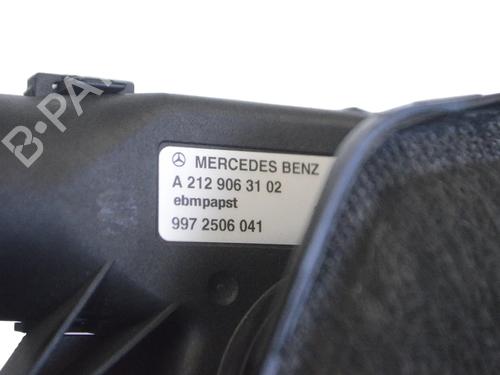 B-PA
MERCEDES BENZ
A 212 906 31 02
ebmpapst
997 2506 041